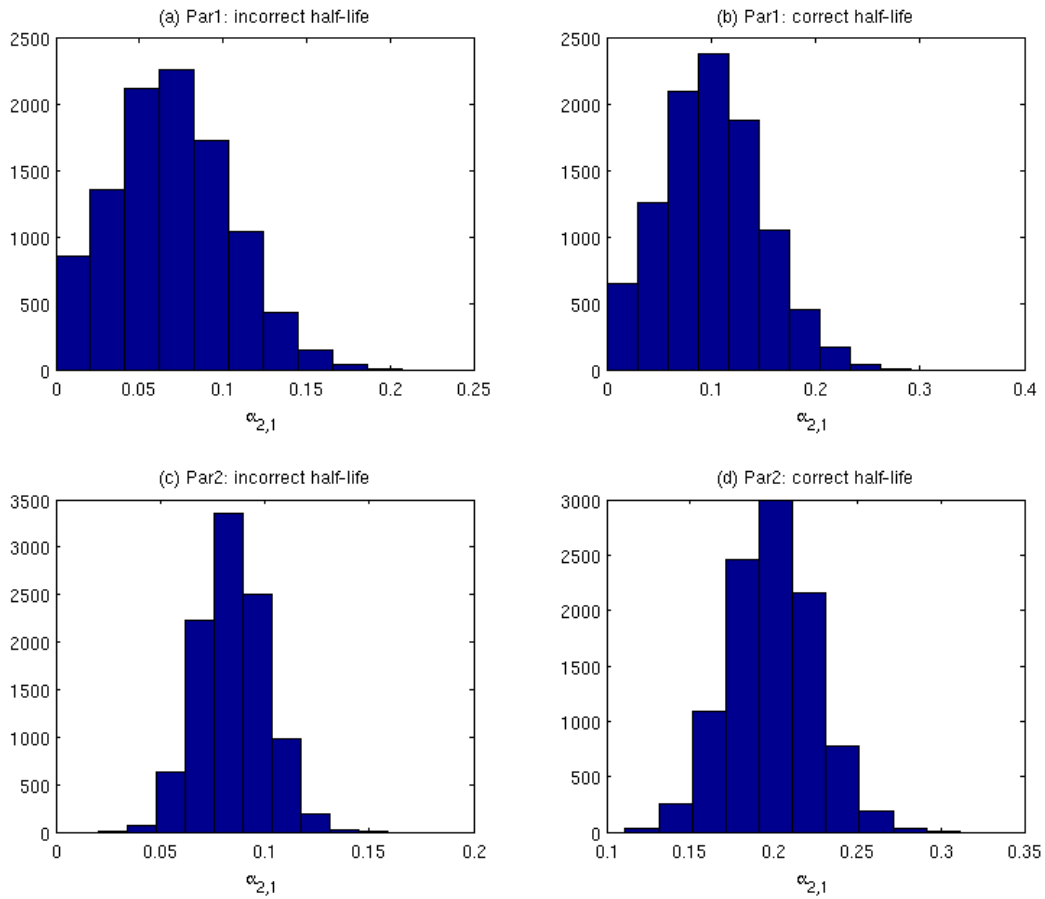 (a) Par1: incorrect half-life
2500
2000
1500
1000
500
0
0 0.05 0.1 0.15 0.2 0.25
α2,1
(b) Par1: correct half-life
2500
2000
1500
1000
500
0
0 0.1 0.2 0.3 0.4
α2,1
(c) Par2: incorrect half-life
3500
3000
2500
2000
1500
1000
500
0
0 0.05 0.1 0.15 0.2
α2,1
(d) Par2: correct half-life
3000
2500
2000
1500
1000
500
0
0.1 0.15 0.2 0.25 0.3 0.35
α2,1